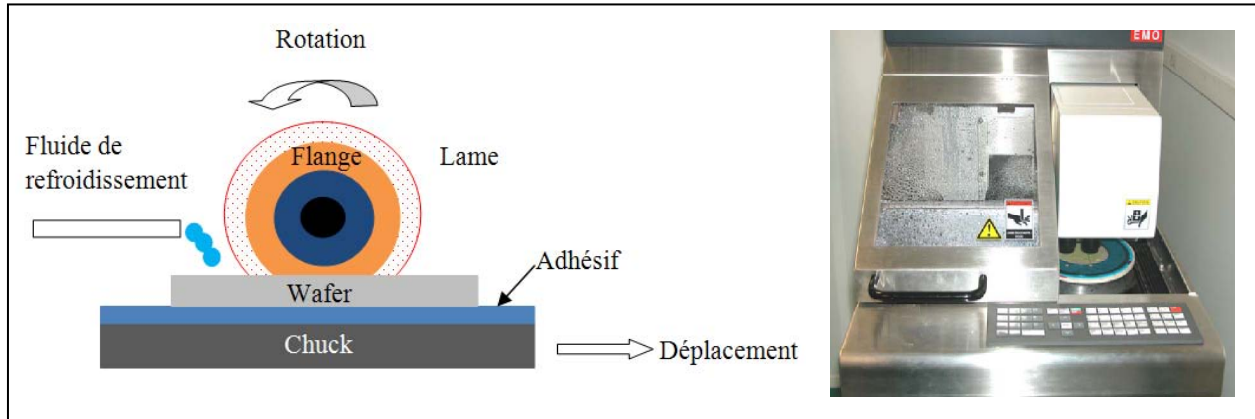 Rotation
Fluide de
refroidissement
Flange
Lame
Adhésif
Wafer
Chuck
Déplacement
EMO